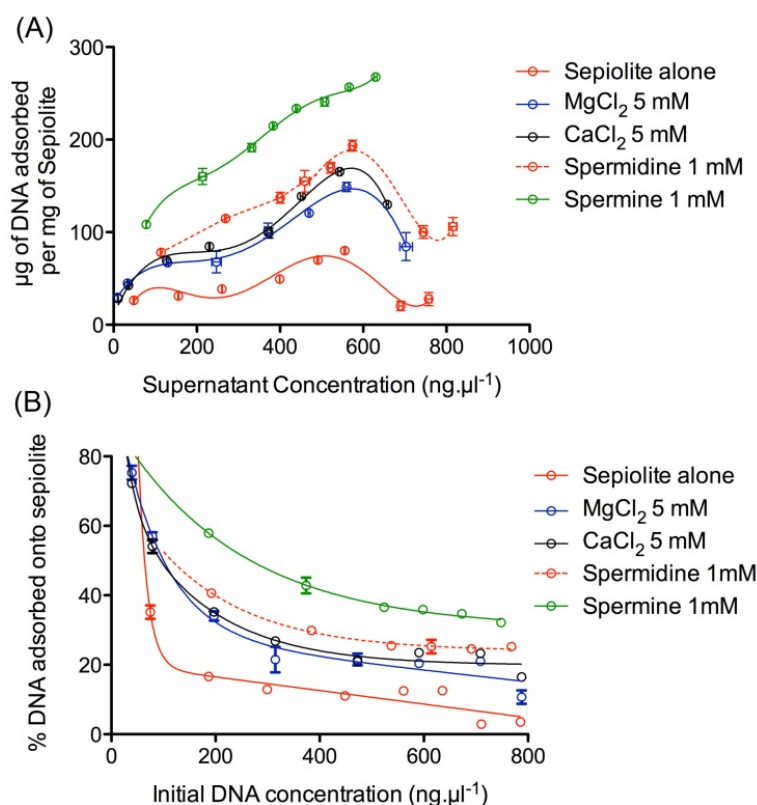 (A)
µg of DNA adsorbed
per mg of Sepiolite
300
200
100
0
0 200 400 600 800 1000
Supernatant Concentration (ng.µl⁻¹)
Sepiolite alone
MgCl₂ 5 mM
CaCl₂ 5 mM
Spermidine 1 mM
Spermine 1 mM
(B)
% DNA adsorbed onto sepiolite
80
60
40
20
0
0 200 400 600 800
Initial DNA concentration (ng.µl⁻¹)
Sepiolite alone
MgCl₂ 5 mM
CaCl₂ 5 mM
Spermidine 1mM
Spermine 1mM